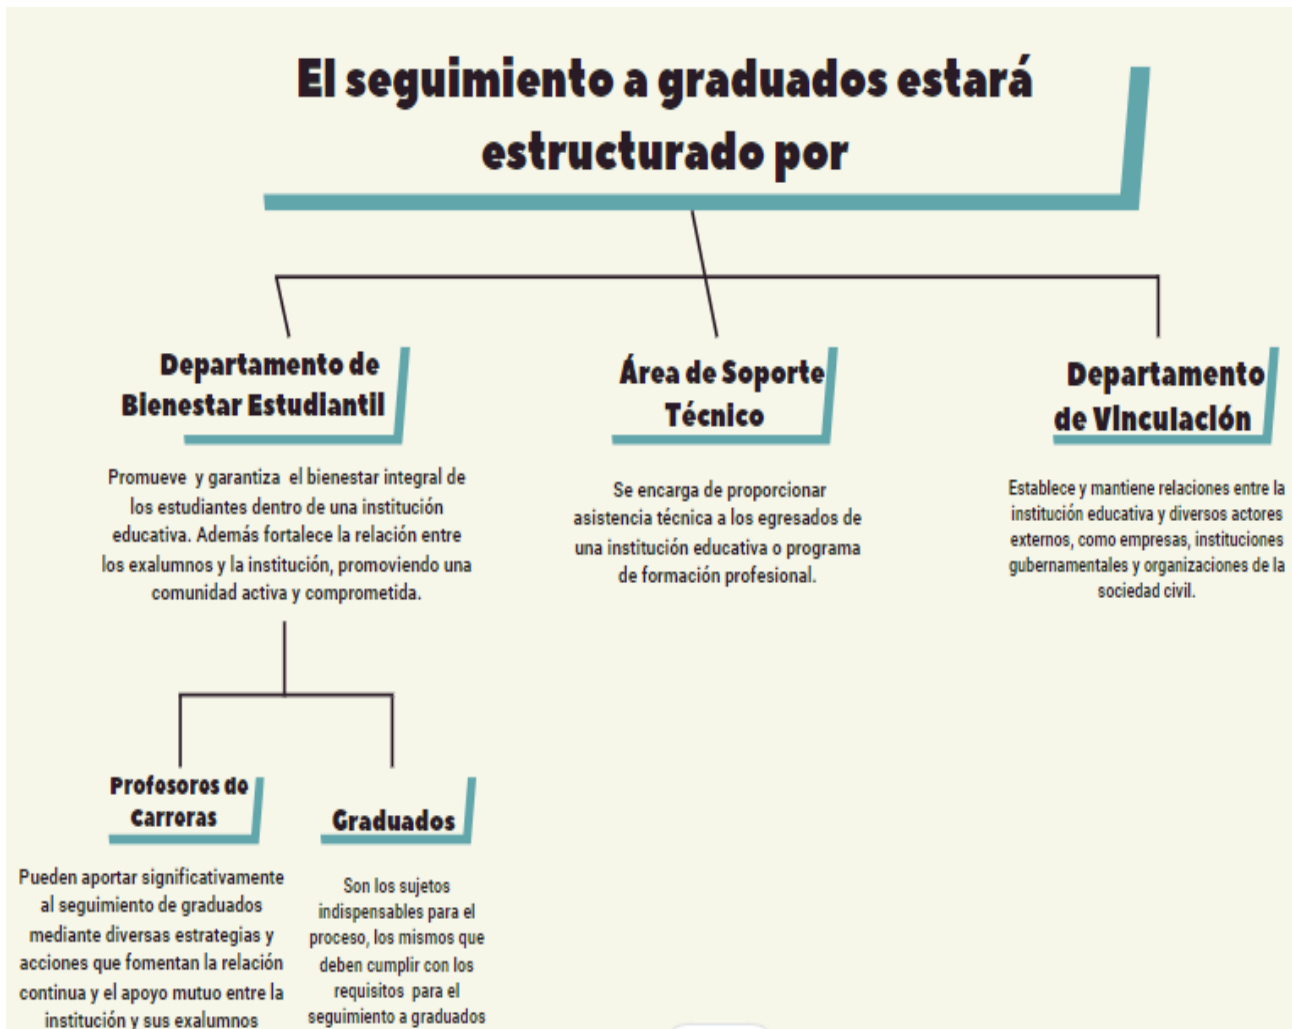 El seguimiento a graduados estará
estructurado por
Departamento de
Bienestar Estudiantil
Promueve y garantiza el bienestar integral de
los estudiantes dentro de una institución
educativa. Además fortalece la relación entre
los exalumnos y la institución, promoviendo una
comunidad activa y comprometida.
Área de Soporte
Técnico
Se encarga de proporcionar
asistencia técnica a los egresados de
una institución educativa o programa
de formación profesional.
Departamento
de Vinculación
Establece y mantiene relaciones entre la
institución educativa y diversos actores
externos, como empresas, instituciones
gubernamentales y organizaciones de la
sociedad civil.
Profesores de
Carreras
Pueden aportar significativamente
al seguimiento de graduados
mediante diversas estrategias y
acciones que fomentan la relación
continua y el apoyo mutuo entre la
institución y sus exalumnos
Graduados
Son los sujetos
indispensables para el
proceso, los mismos que
deben cumplir con los
requisitos para el
seguimiento a graduados